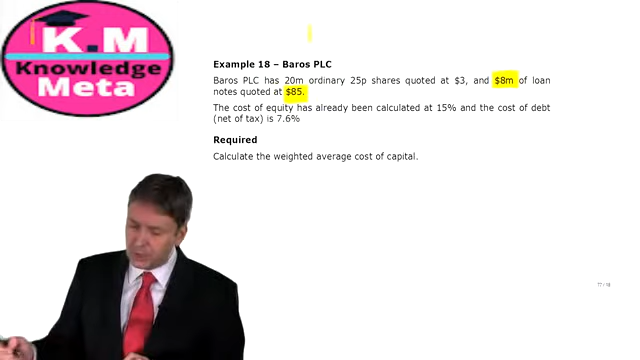 K.M
Knowledge
Meta
Example 18 – Baros PLC
Baros PLC has 20m ordinary 25p shares quoted at $3, and $8m of loan
notes quoted at $85.
The cost of equity has already been calculated at 15% and the cost of debt
(net of tax) is 7.6%
Required
Calculate the weighted average cost of capital.